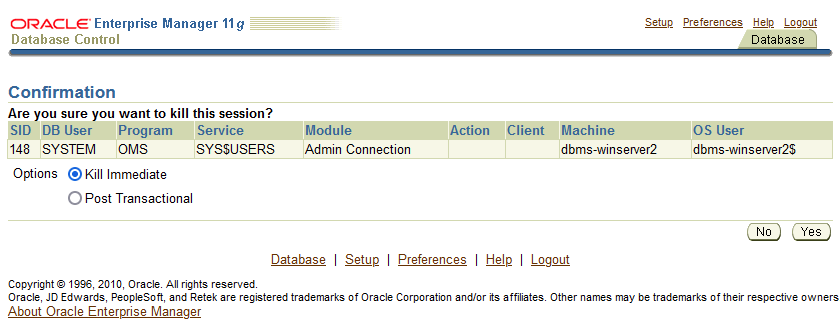 ORACLE Enterprise Manager 11g
Database Control
Setup Preferences Help Logout
Database
Confirmation
Are you sure you want to kill this session?
SID DB User Program Service Module Action Client Machine OS User
148 SYSTEM OMS SYS$USERS Admin Connection dbms-winserver2 dbms-winserver2$
Options Kill Immediate
Post Transactional
No Yes
Database | Setup | Preferences | Help | Logout
Copyright © 1996, 2010, Oracle. All rights reserved.
Oracle, JD Edwards, PeopleSoft, and Retek are registered trademarks of Oracle Corporation and/or its affiliates. Other names may be trademarks of their respective owners
About Oracle Enterprise Manager